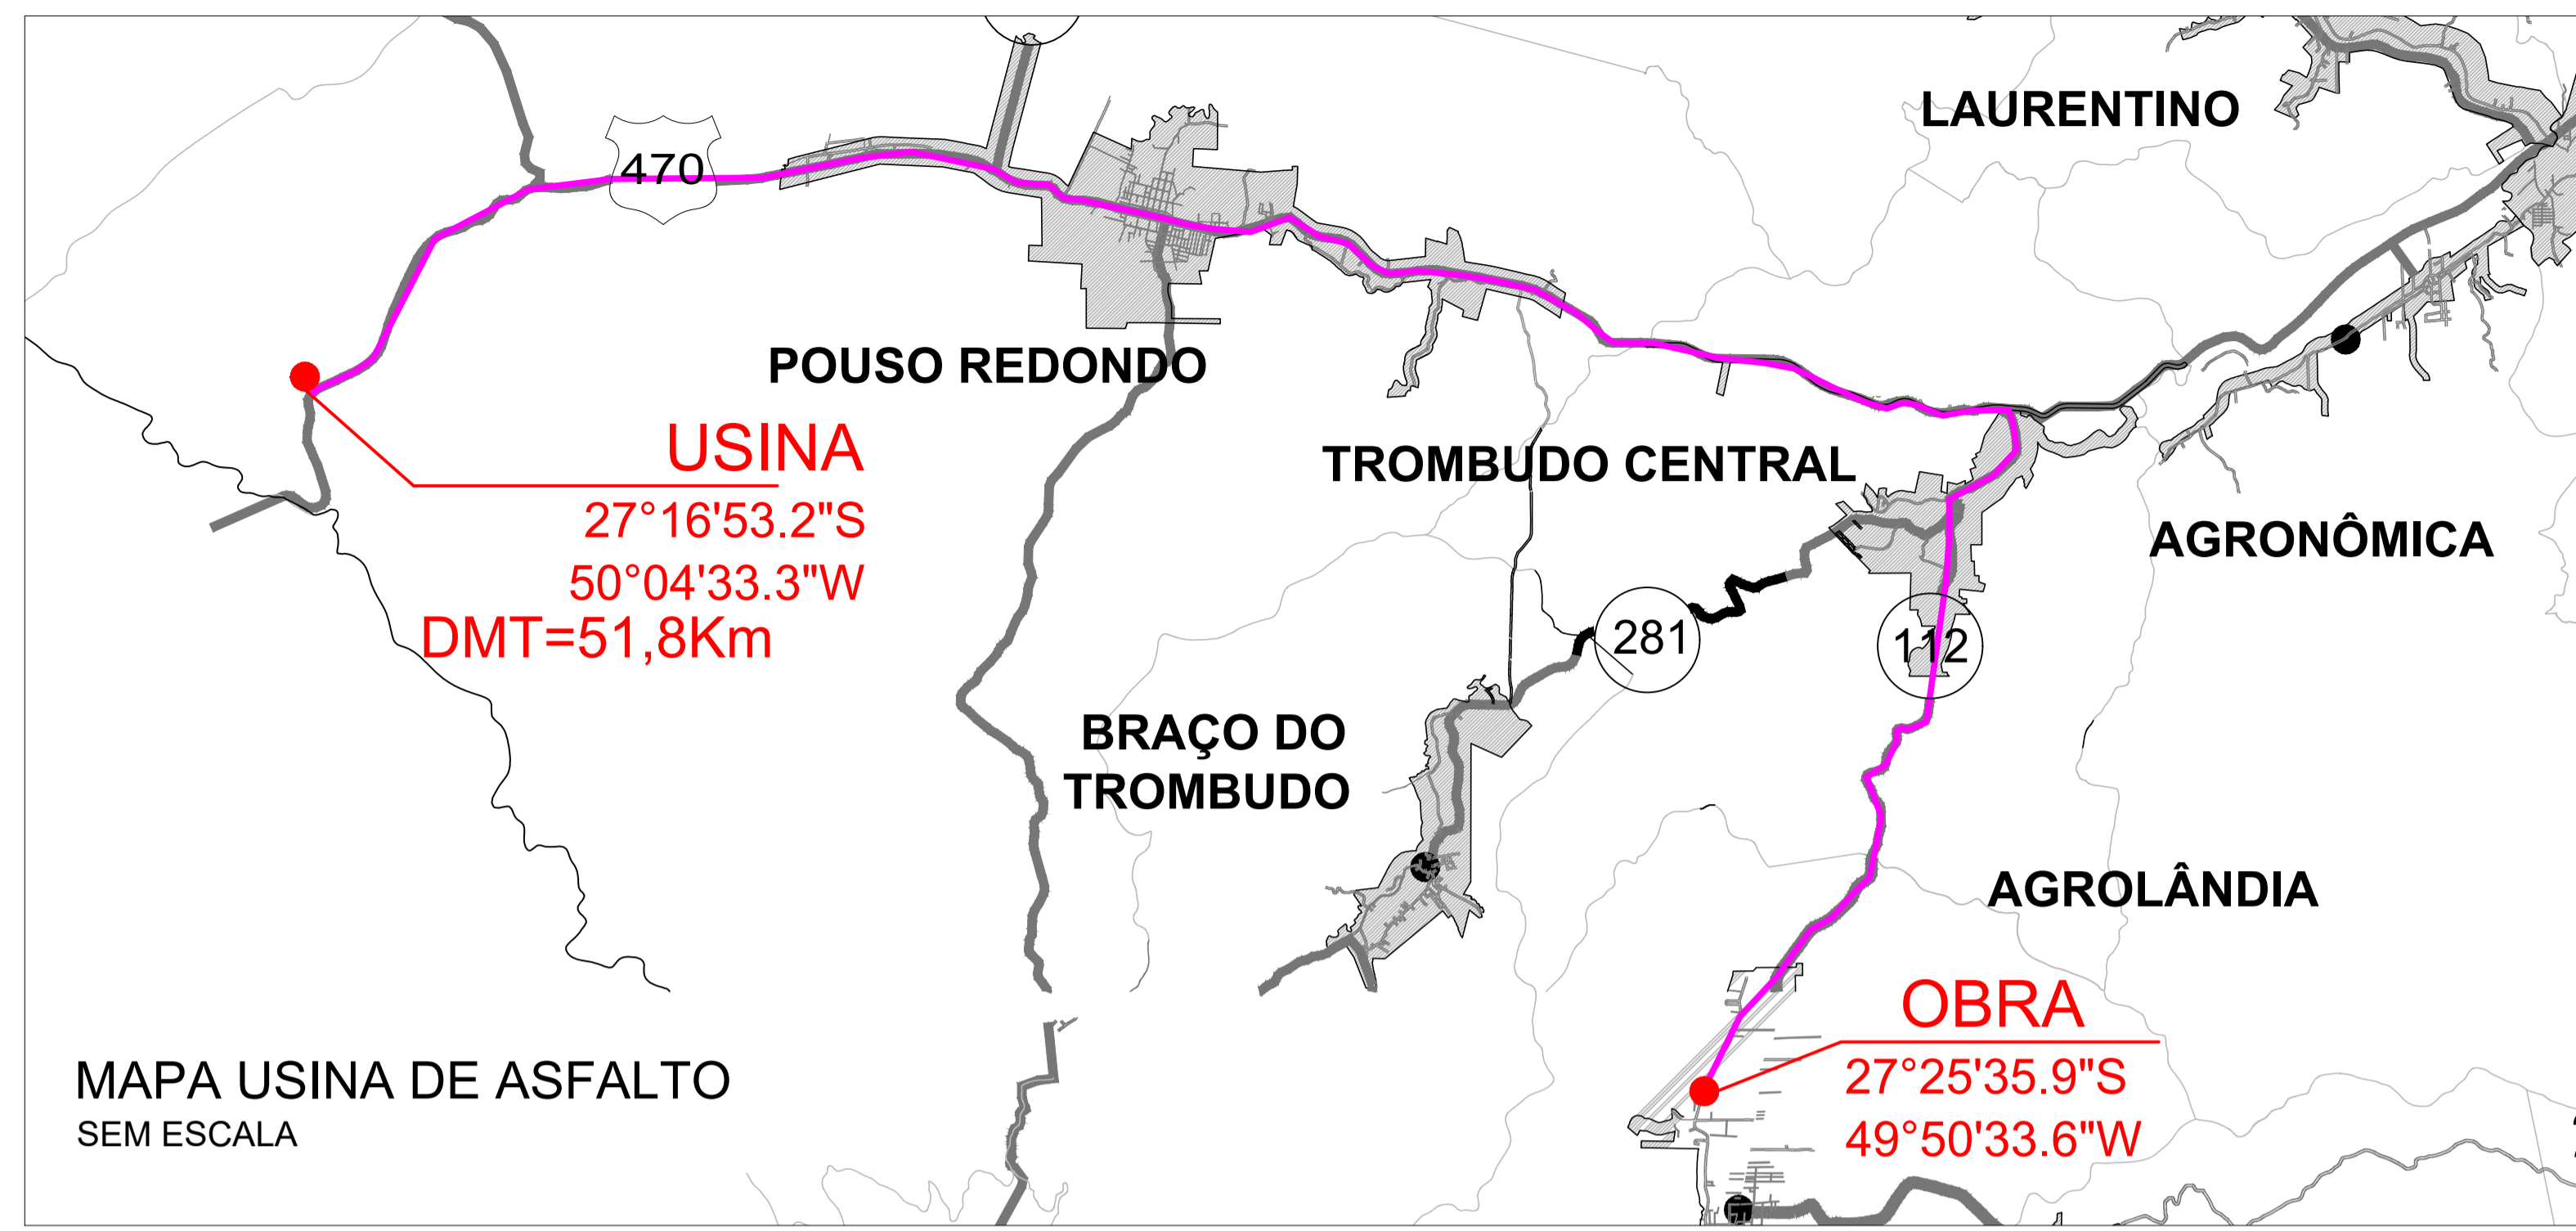 LAURENTINO
470
POUSO REDONDO
USINA
27°16'53.2"S
50°04'33.3"W
DMT=51,8Km
TROMBUDO CENTRAL
AGRONÔMICA
281
112
BRAÇO DO
TROMBUDO
AGROLÂNDIA
OBRA
27°25'35.9"S
49°50'33.6"W
MAPA USINA DE ASFALTO
SEM ESCALA